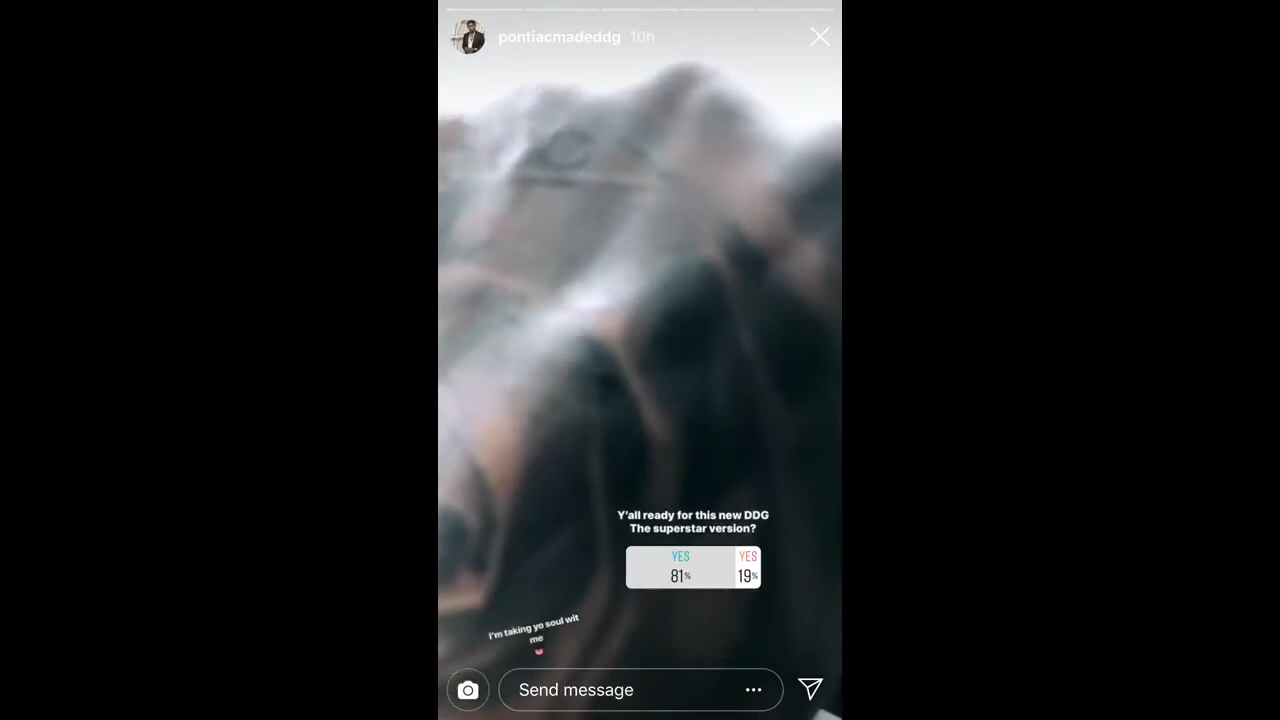 pontiacmadeddg 10h
Y'all ready for this new DDG
The superstar version?
YES YES
81% 19%
I'm taking yo soul wit
me
Send message